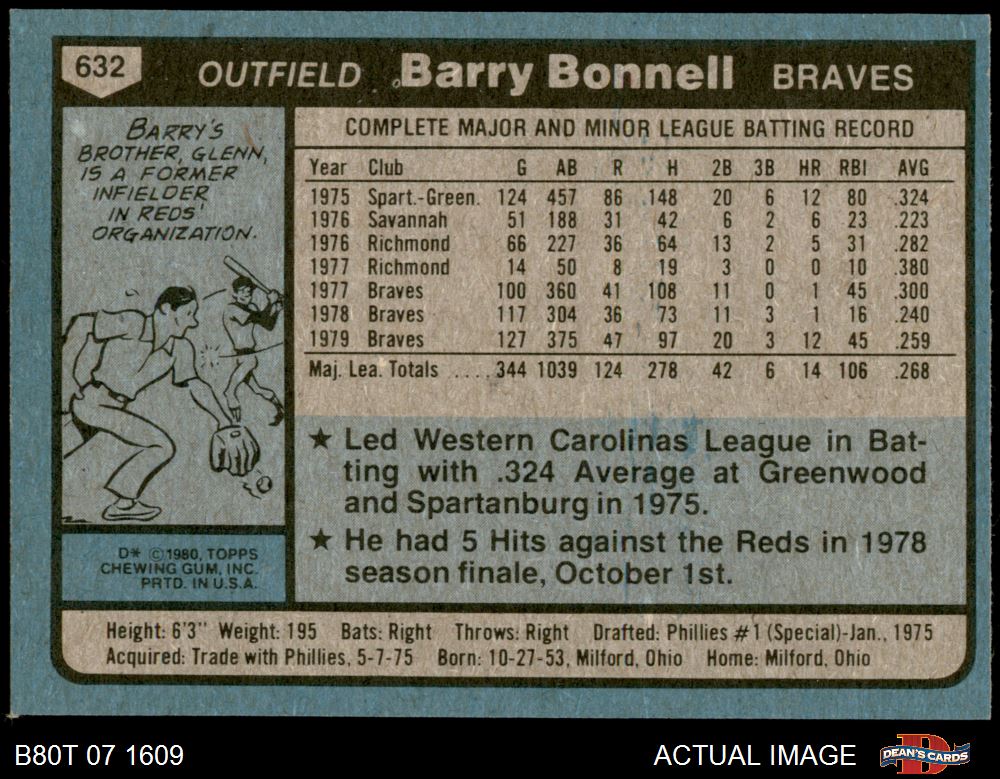 632 OUTFIELD Barry Bonnell BRAVES
BARRY'S
BROTHER, GLENN,
IS A FORMER
INFIELDER
IN REDS'
ORGANIZATION.
D* ©1980, TOPPS
CHEWING GUM, INC.
PRTD. IN U.S.A.
COMPLETE MAJOR AND MINOR LEAGUE BATTING RECORD
Year Club G AB R H 2B 3B HR RBI AVG
1975 Spart.-Green. 124 457 86 148 20 6 12 80 .324
1976 Savannah 51 188 31 42 6 2 6 23 .223
1976 Richmond 66 227 36 64 13 2 5 31 .282
1977 Richmond 14 50 8 19 3 0 0 10 .380
1977 Braves 100 360 41 108 11 0 1 45 .300
1978 Braves 117 304 36 73 11 3 1 16 .240
1979 Braves 127 375 47 97 20 3 12 45 .259
Maj. Lea. Totals .... 344 1039 124 278 42 6 14 106 .268
★ Led Western Carolinas League in Bat-
ting with .324 Average at Greenwood
and Spartanburg in 1975.
★ He had 5 Hits against the Reds in 1978
season finale, October 1st.
Height: 6'3" Weight: 195 Bats: Right Throws: Right Drafted: Phillies #1 (Special)-Jan., 1975
Acquired: Trade with Phillies, 5-7-75 Born: 10-27-53, Milford, Ohio Home: Milford, Ohio
B80T 07 1609 ACTUAL IMAGE D DEAN'S CARDS